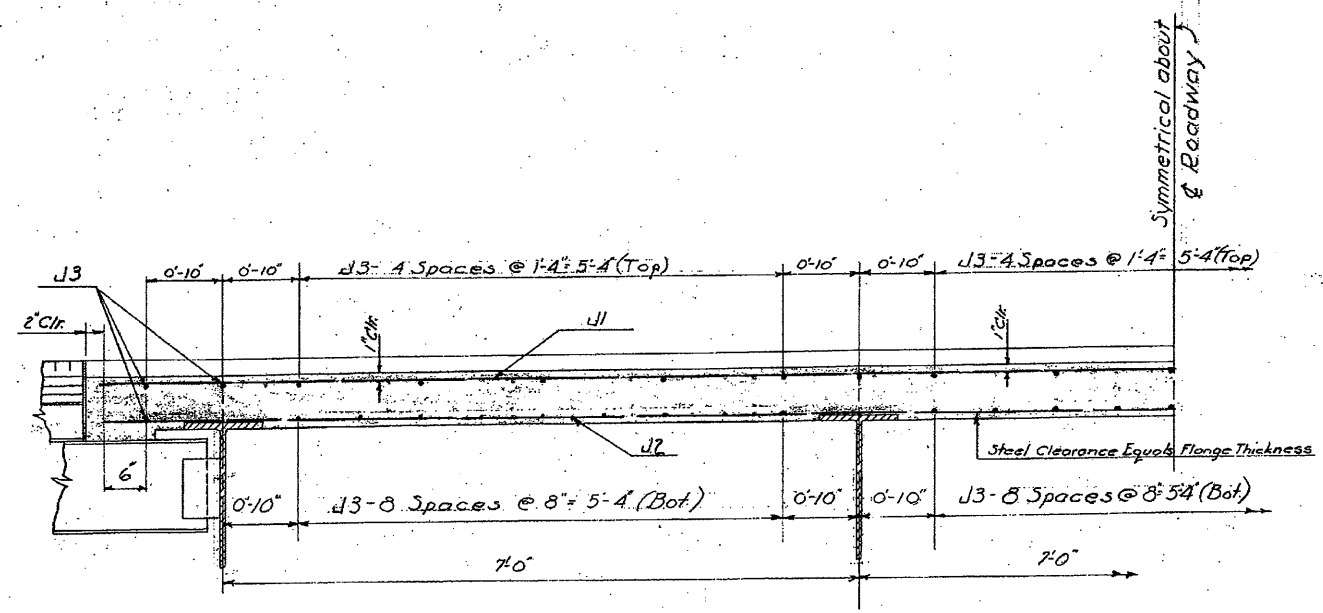 Symmetrical about
℄ Roadway
J3
0'-10"
0'-10"
J3- 4 Spaces @ 1'-4"= 5'-4" (Top)
0'-10"
0'-10"
J3-4 Spaces @ 1'-4"= 5'-4" (Top)
2" Clr.
1" Clr.
J1
1" Clr.
J2
Steel Clearance Equals Flange Thickness
6"
0'-10"
J3-8 Spaces @ 8"= 5'-4" (Bot.)
0'-10"
0'-10"
J3-8 Spaces @ 8"= 5'4" (Bot.)
7'-0"
7'-0"